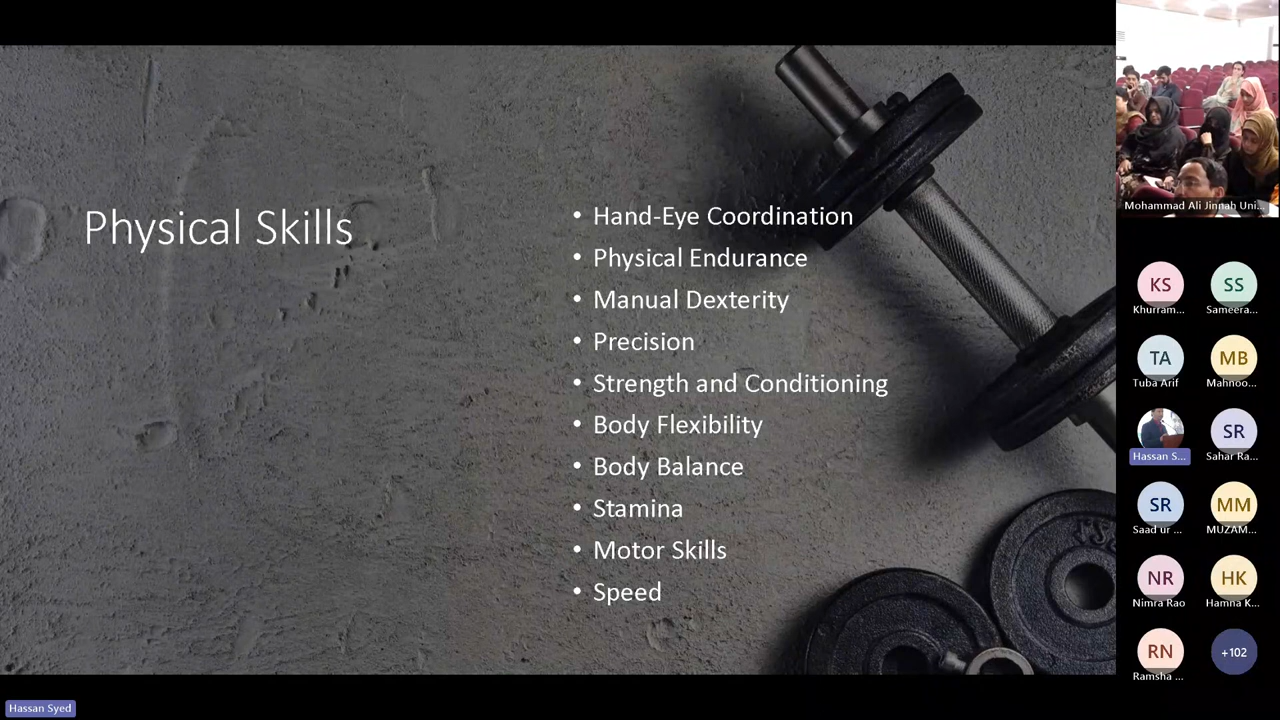 Physical Skills
• Hand-Eye Coordination
• Physical Endurance
• Manual Dexterity
• Precision
• Strength and Conditioning
• Body Flexibility
• Body Balance
• Stamina
• Motor Skills
• Speed
Mohammad Ali Jinnah Uni...
KS
SS
Khurram...
Sameera...
TA
MB
Tuba Arif
Mahnoo...
SR
Hassan S...
Sahar Ra...
SR
MM
Saad ur ...
MUZAM...
NR
HK
Nimra Rao
Hamna K...
RN
+102
Ramsha ...
Hassan Syed